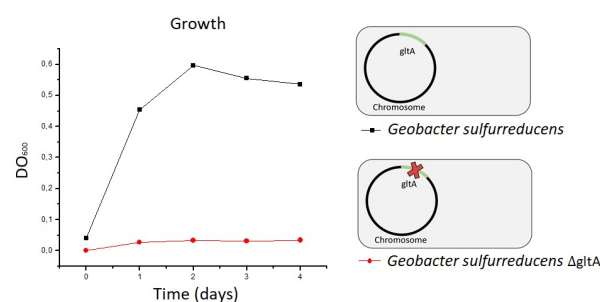 Growth
0,6
0,5
0,4
0,3
0,2
0,1
0,0
DO600
0
1
2
3
4
Time (days)
gltA
Chromosome
Geobacter sulfurreducens
gltA
Chromosome
Geobacter sulfurreducens ΔgltA